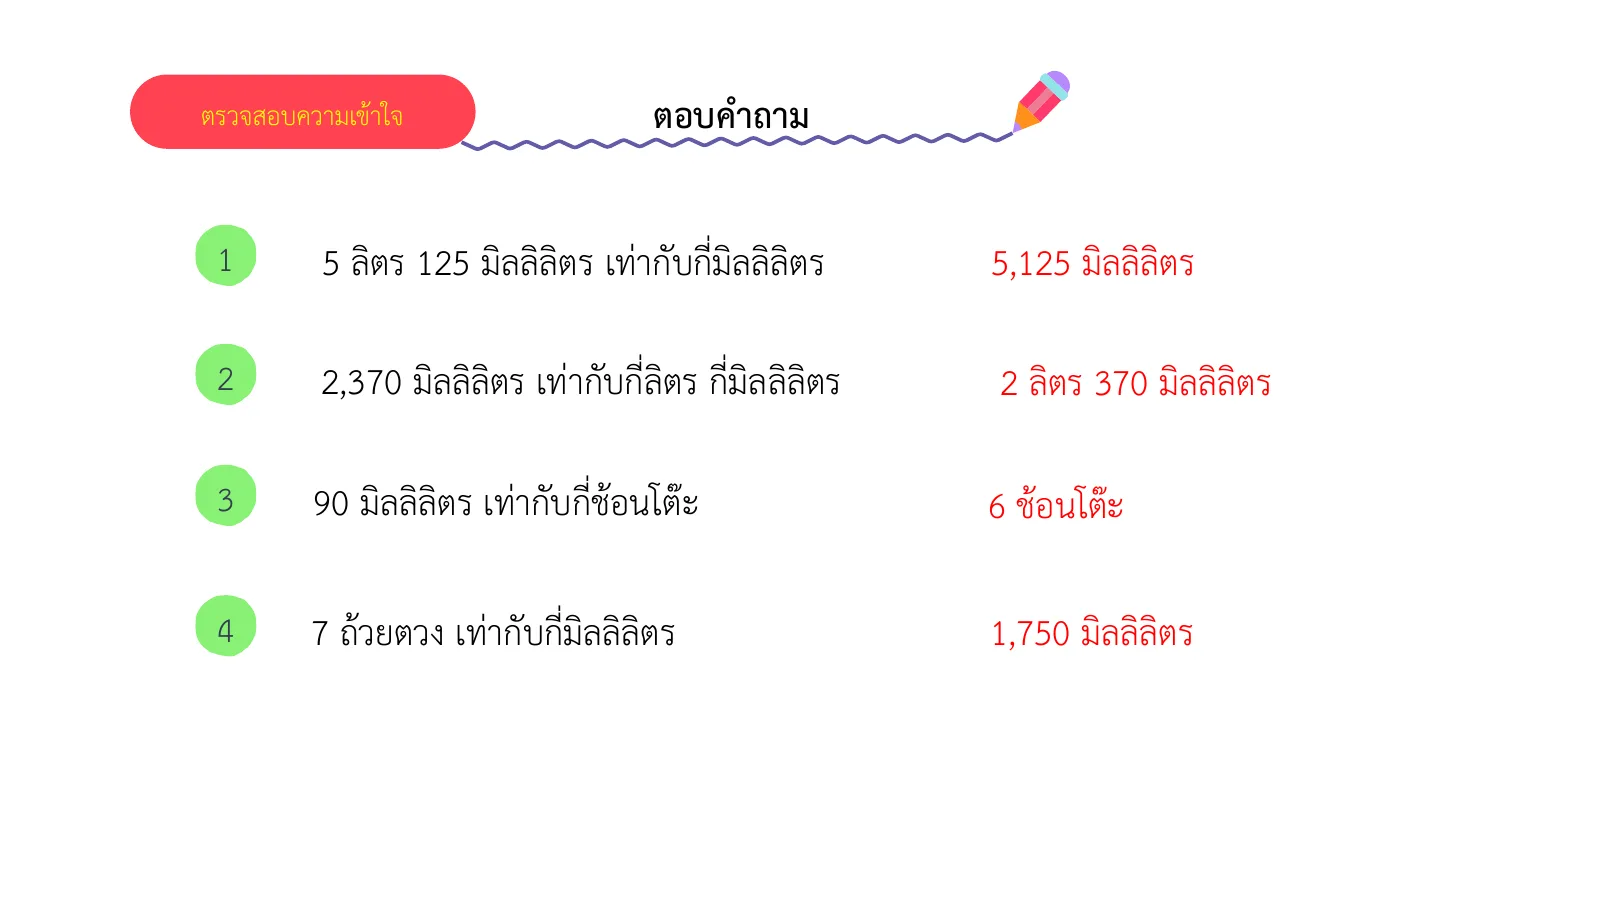 ตรวจสอบความเข้าใจ
ตอบคำถาม
1 5 ลิตร 125 มิลลิลิตร เท่ากับกี่มิลลิลิตร 5,125 มิลลิลิตร
2 2,370 มิลลิลิตร เท่ากับกี่ลิตร กี่มิลลิลิตร 2 ลิตร 370 มิลลิลิตร
3 90 มิลลิลิตร เท่ากับกี่ช้อนโต๊ะ 6 ช้อนโต๊ะ
4 7 ถ้วยตวง เท่ากับกี่มิลลิลิตร 1,750 มิลลิลิตร